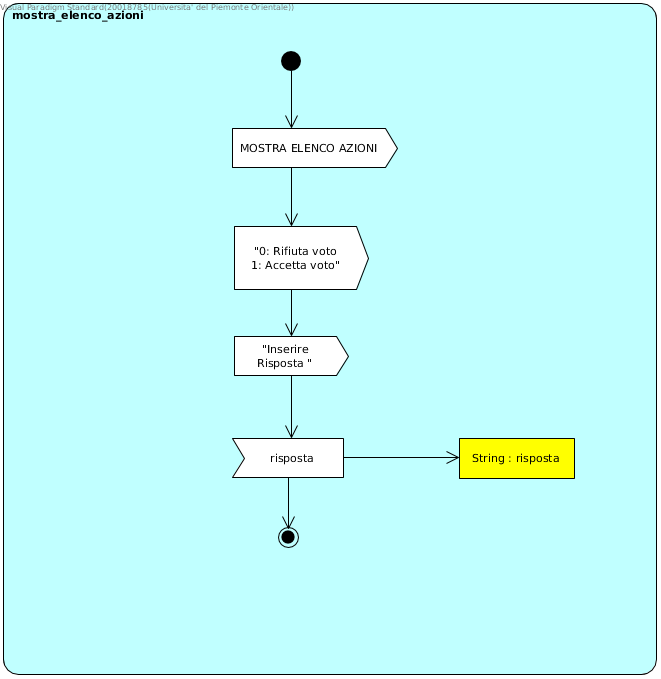 Visual Paradigm Standard(20018785(Universita' del Piemonte Orientale))
mostra_elenco_azioni
MOSTRA ELENCO AZIONI
"0: Rifiuta voto
1: Accetta voto"
"Inserire
Risposta "
risposta
String : risposta